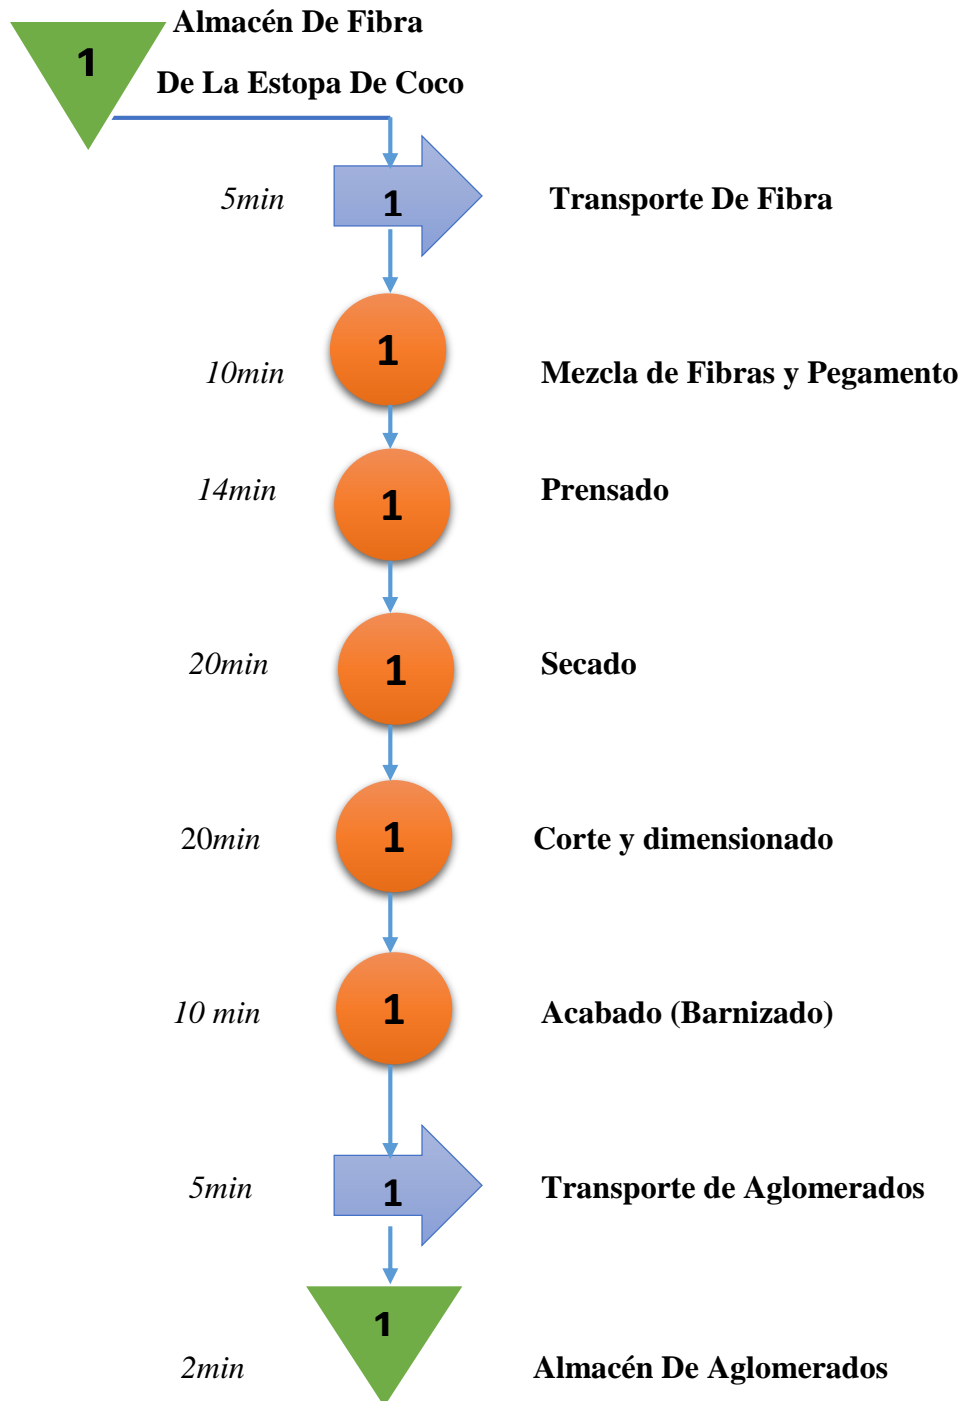 1
Almacén De Fibra
De La Estopa De Coco
5min
1
Transporte De Fibra
10min
1
Mezcla de Fibras y Pegamento
14min
1
Prensado
20min
1
Secado
20min
1
Corte y dimensionado
10 min
1
Acabado (Barnizado)
5min
1
Transporte de Aglomerados
2min
1
Almacén De Aglomerados